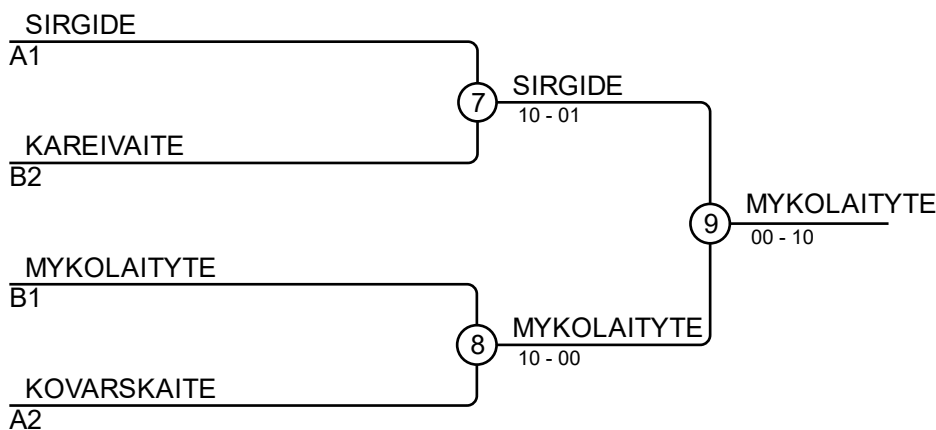 SIRGIDE
A1
7
SIRGIDE
10 - 01
KAREIVAITE
B2
9
MYKOLAITYTE
00 - 10
MYKOLAITYTE
B1
8
MYKOLAITYTE
10 - 00
KOVARSKAITE
A2